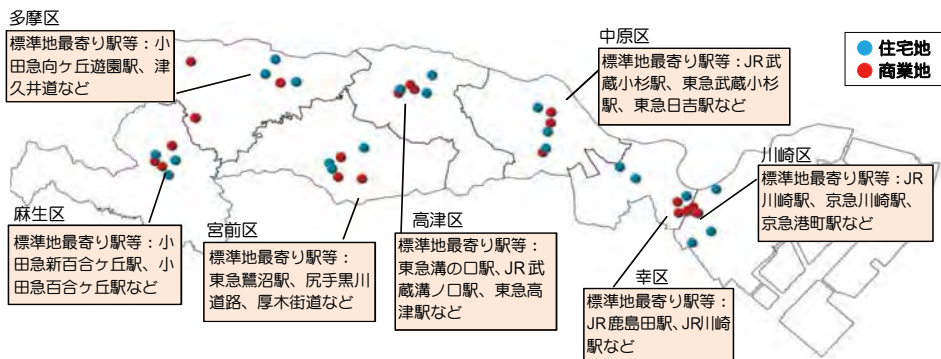 多摩区
標準地最寄り駅等：小
田急向ヶ丘遊園駅、津
久井道など
中原区
標準地最寄り駅等：JR武
蔵小杉駅、東急武蔵小杉
駅、東急日吉駅など
住宅地
商業地
川崎区
標準地最寄り駅等：JR
川崎駅、京急川崎駅、
京急港町駅など
麻生区
標準地最寄り駅等：小
田急新百合ヶ丘駅、小
田急百合ヶ丘駅など
宮前区
標準地最寄り駅等：
東急鷺沼駅、尻手黒川
道路、厚木街道など
高津区
標準地最寄り駅等：
東急溝の口駅、JR武
蔵溝ノ口駅、東急高
津駅など
幸区
標準地最寄り駅等：
JR鹿島田駅、JR川崎
駅など